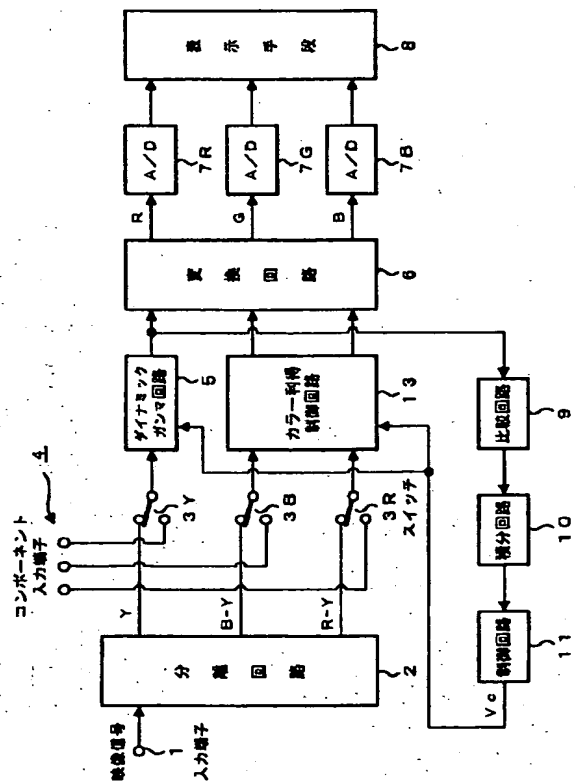 映像信号
入力端子
1
分離回路
2
コンポーネント
入力端子
4
Y
B-Y
R-Y
3Y
3B
3R
スイッチ
ダイナミック
ガンマ回路
5
カラー利得
制御回路
13
変換回路
6
R
G
B
A/D
7R
A/D
7G
A/D
7B
表示手段
8
比較回路
9
積分回路
10
制御回路
11
Vc